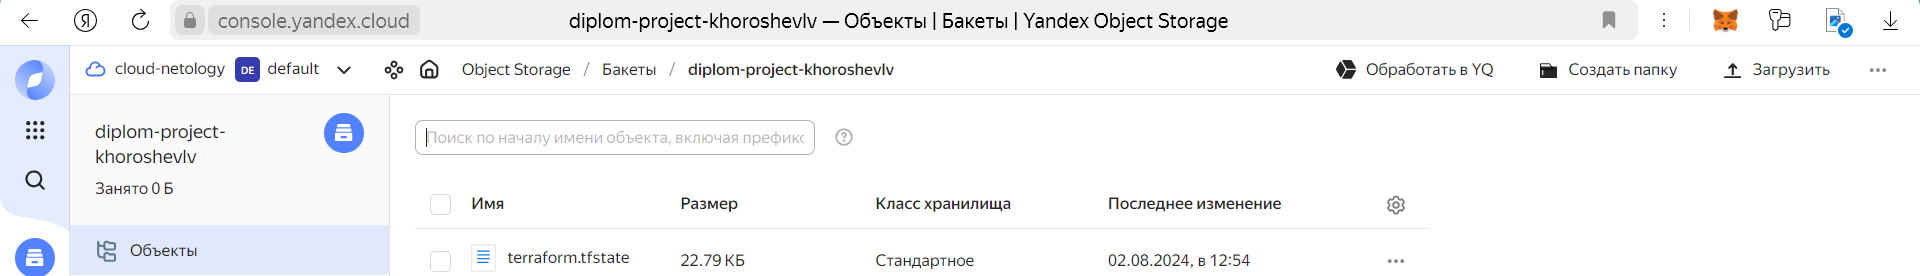 Я console.yandex.cloud diplom-project-khoroshevlv — Объекты | Бакеты | Yandex Object Storage
cloud-netology DE default Object Storage / Бакеты / diplom-project-khoroshevlv Обработать в YQ Создать папку Загрузить
diplom-project-
khoroshevlv
Занято 0 Б
Объекты
Поиск по началу имени объекта, включая префикс
Имя Размер Класс хранилища Последнее изменение
terraform.tfstate 22.79 КБ Стандартное 02.08.2024, в 12:54